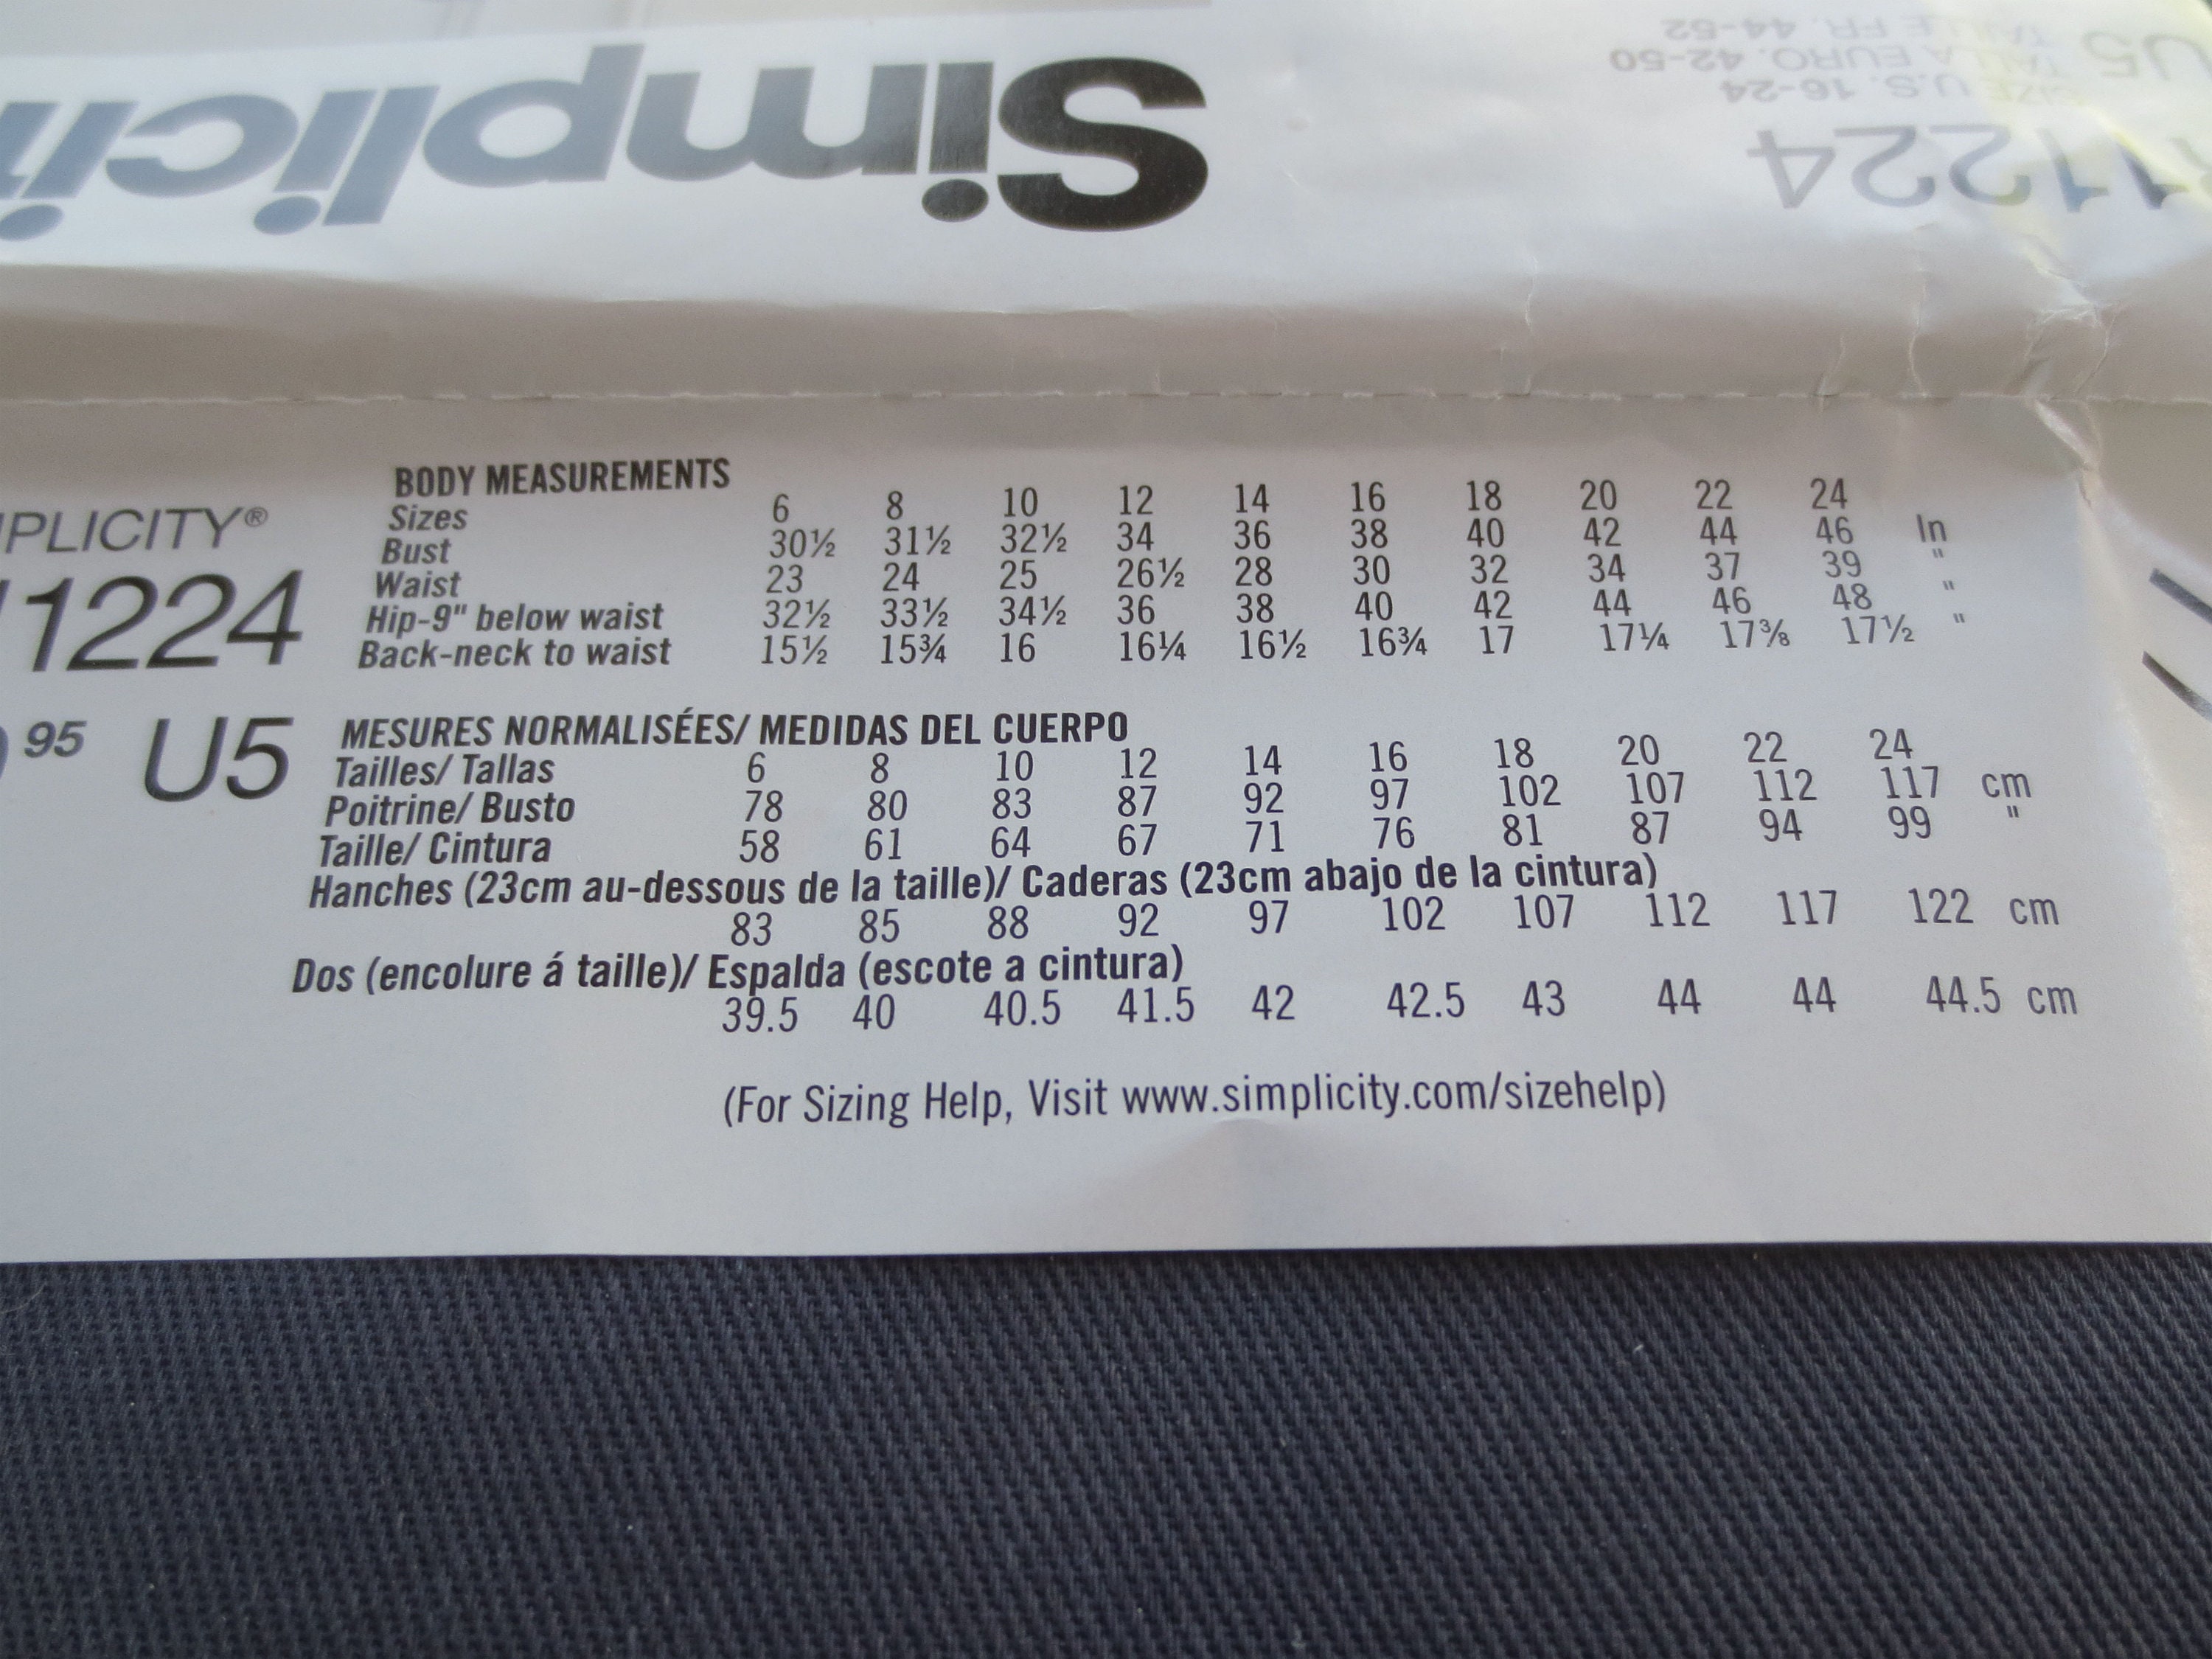 U5
TAILLE FR. 44-52
TALLA EURO. 42-50
SIZE U.S. 16-24
1224
Simplici
PLICITY®
1224
95 U5
BODY MEASUREMENTS
Sizes 6 8 10 12 14 16 18 20 22 24
Bust 30½ 31½ 32½ 34 36 38 40 42 44 46 In
Waist 23 24 25 26½ 28 30 32 34 37 39 "
Hip-9" below waist 32½ 33½ 34½ 36 38 40 42 44 46 48 "
Back-neck to waist 15½ 15¾ 16 16¼ 16½ 16¾ 17 17¼ 17⅜ 17½ "
MESURES NORMALISÉES/ MEDIDAS DEL CUERPO
Tailles/ Tallas 6 8 10 12 14 16 18 20 22 24
Poitrine/ Busto 78 80 83 87 92 97 102 107 112 117 cm
Taille/ Cintura 58 61 64 67 71 76 81 87 94 99 "
Hanches (23cm au-dessous de la taille)/ Caderas (23cm abajo de la cintura)
83 85 88 92 97 102 107 112 117 122 cm
Dos (encolure á taille)/ Espalda (escote a cintura)
39.5 40 40.5 41.5 42 42.5 43 44 44 44.5 cm
(For Sizing Help, Visit www.simplicity.com/sizehelp)